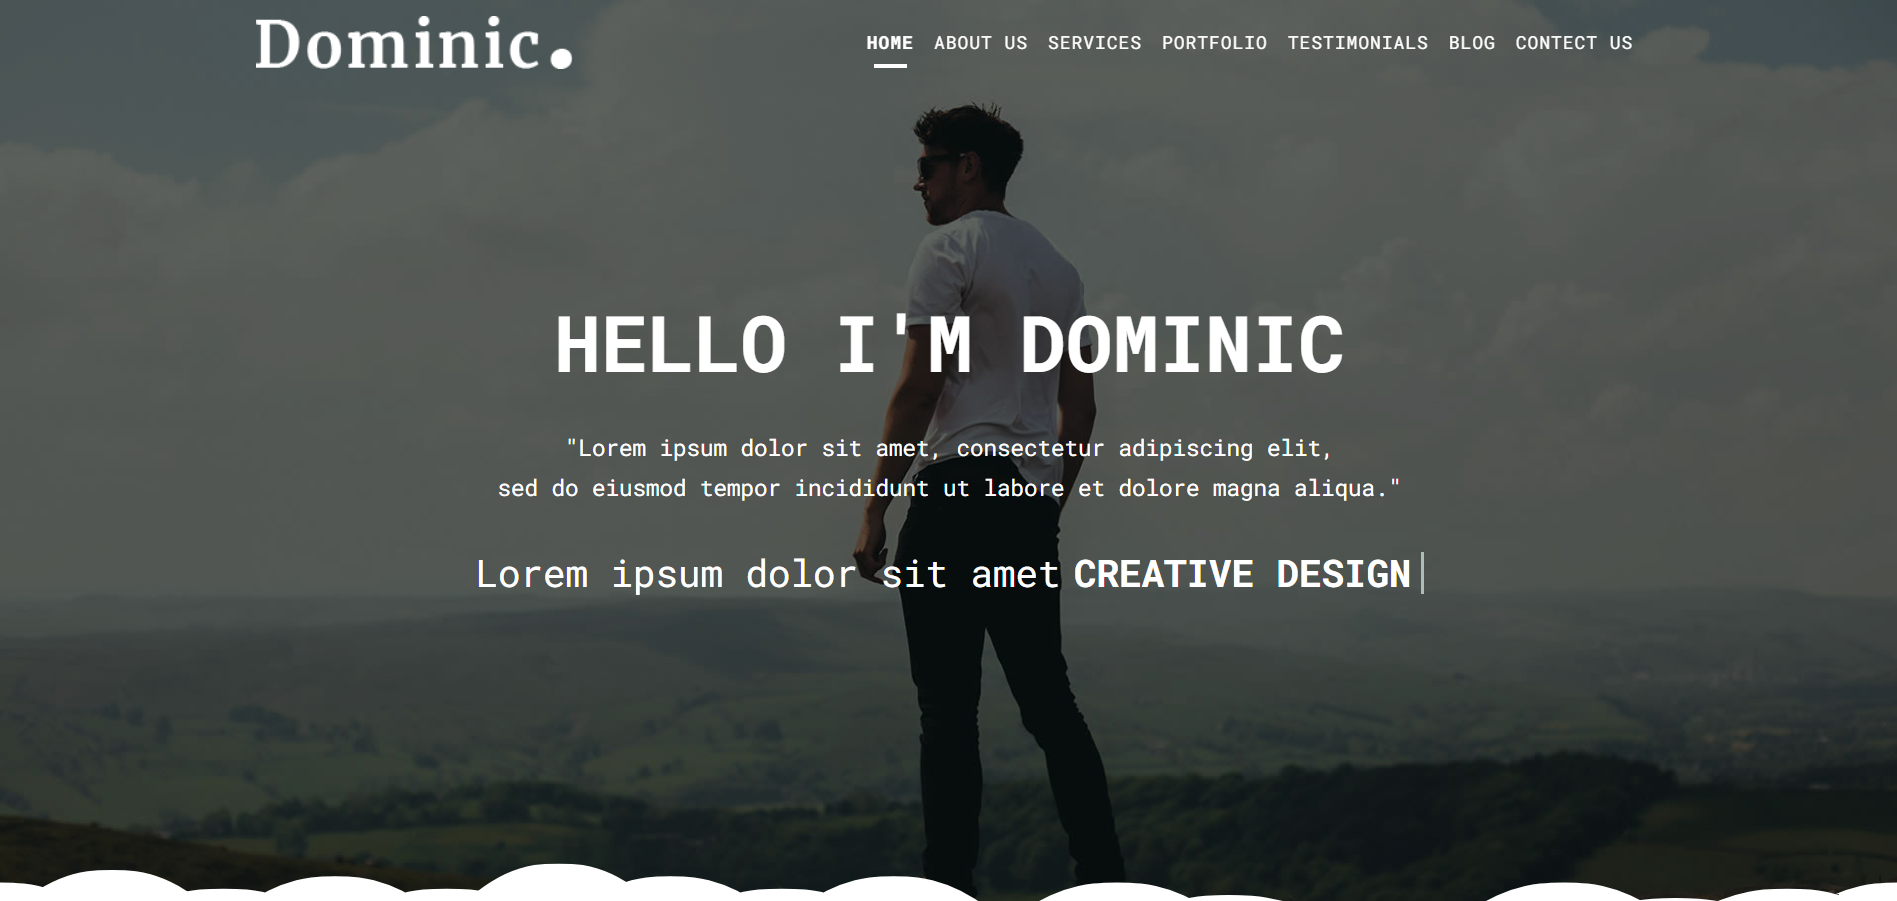 Dominic.
HOME ABOUT US SERVICES PORTFOLIO TESTIMONIALS BLOG CONTACT US
HELLO I'M DOMINIC
"Lorem ipsum dolor sit amet, consectetur adipiscing elit,
sed do eiusmod tempor incididunt ut labore et dolore magna aliqua."
Lorem ipsum dolor sit amet CREATIVE DESIGN